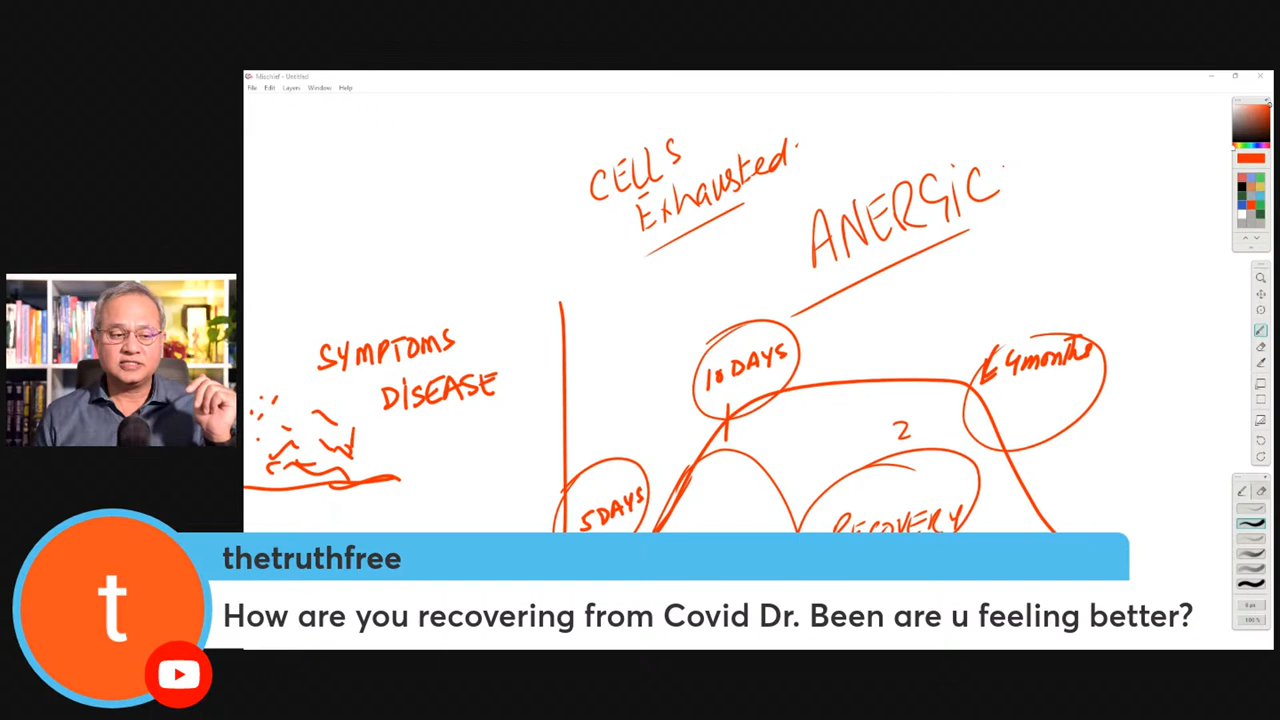 Mischief - Untitled
File Edit Layers Window Help
CELLS
Exhausted.
ANERGIC
SYMPTOMS
DISEASE
10 DAYS
4 months
2
5 DAYS
RECOVERY
t
thetruthfree
How are you recovering from Covid Dr. Been are u feeling better?